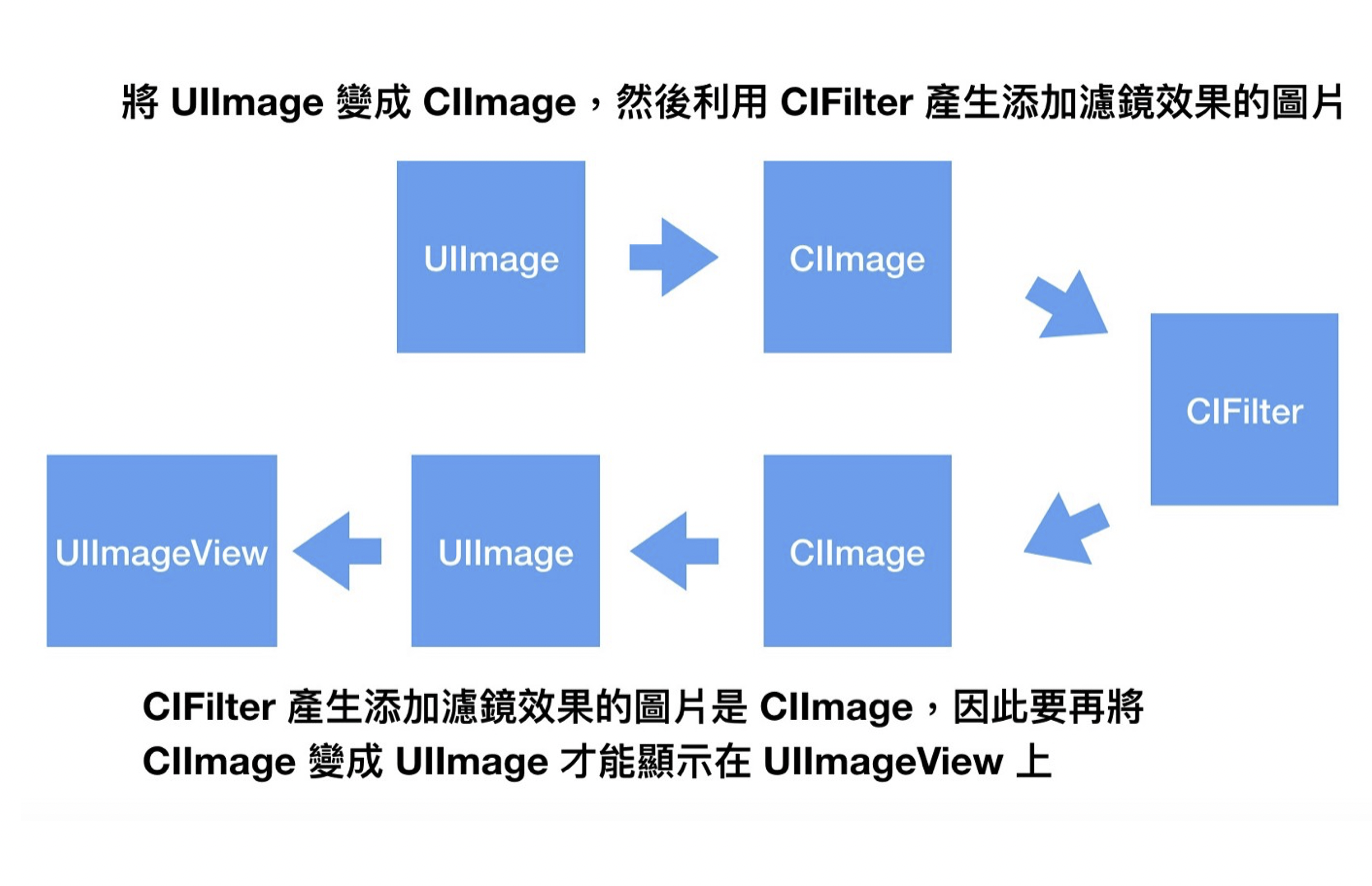 將 UIImage 變成 CIImage，然後利用 CIFilter 產生添加濾鏡效果的圖片
UIImage
CIImage
CIFilter
UIImageView
UIImage
CIImage
CIFilter 產生添加濾鏡效果的圖片是 CIImage，因此要再將
CIImage 變成 UIImage 才能顯示在 UIImageView 上